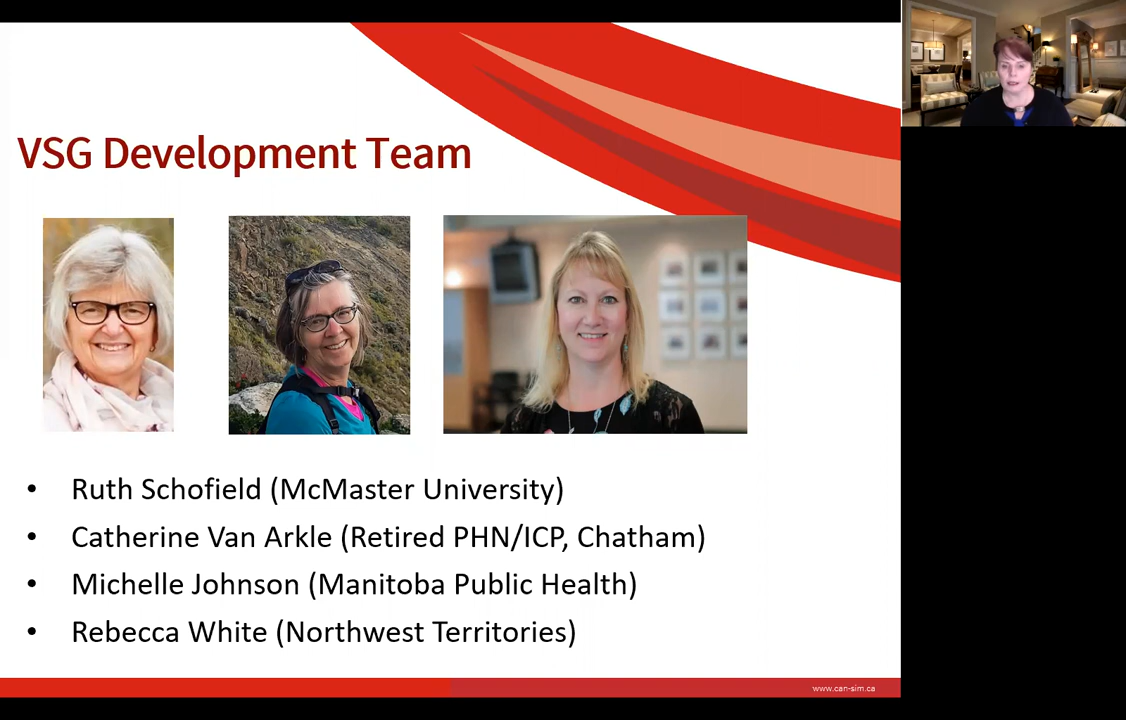 VSG Development Team
• Ruth Schofield (McMaster University)
• Catherine Van Arkle (Retired PHN/ICP, Chatham)
• Michelle Johnson (Manitoba Public Health)
• Rebecca White (Northwest Territories)
www.can-sim.ca